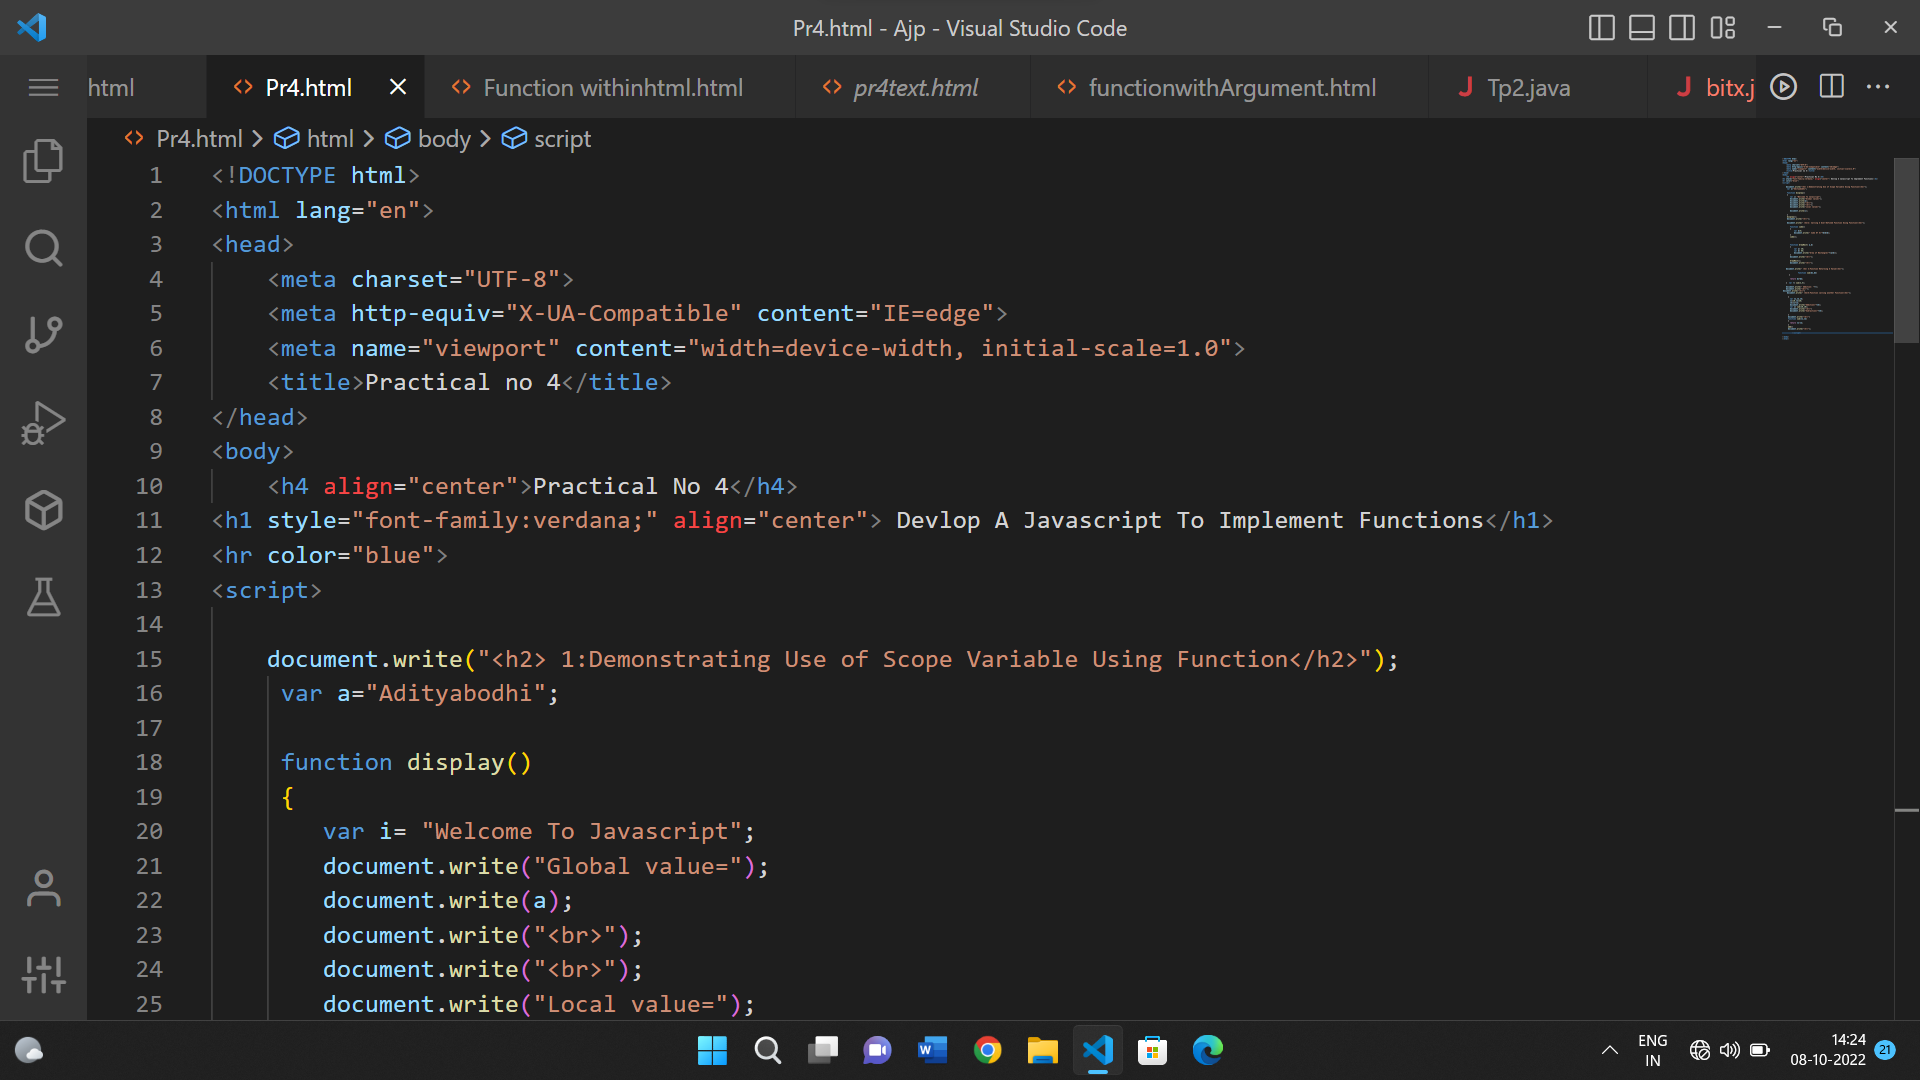 Pr4.html - Ajp - Visual Studio Code
html
Pr4.html
Function withinhtml.html
pr4text.html
functionwithArgument.html
Tp2.java
bitx.j
Pr4.html > html > body > script
1 <!DOCTYPE html>
2 <html lang="en">
3 <head>
4 <meta charset="UTF-8">
5 <meta http-equiv="X-UA-Compatible" content="IE=edge">
6 <meta name="viewport" content="width=device-width, initial-scale=1.0">
7 <title>Practical no 4</title>
8 </head>
9 <body>
10 <h4 align="center">Practical No 4</h4>
11 <h1 style="font-family:verdana;" align="center"> Devlop A Javascript To Implement Functions</h1>
12 <hr color="blue">
13 <script>
14
15 document.write("<h2> 1:Demonstrating Use of Scope Variable Using Function</h2>");
16 var a="Adityabodhi";
17
18 function display()
19 {
20 var i= "Welcome To Javascript";
21 document.write("Global value=");
22 document.write(a);
23 document.write("<br>");
24 document.write("<br>");
25 document.write("Local value=");
ENG
IN
14:24
08-10-2022
21